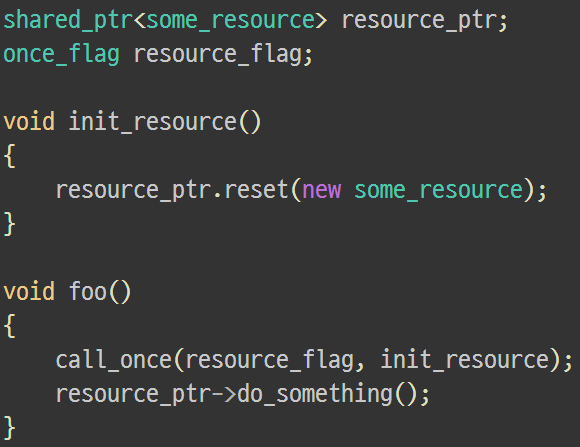 shared_ptr<some_resource> resource_ptr;
once_flag resource_flag;
void init_resource()
{
    resource_ptr.reset(new some_resource);
}
void foo()
{
    call_once(resource_flag, init_resource);
    resource_ptr->do_something();
}